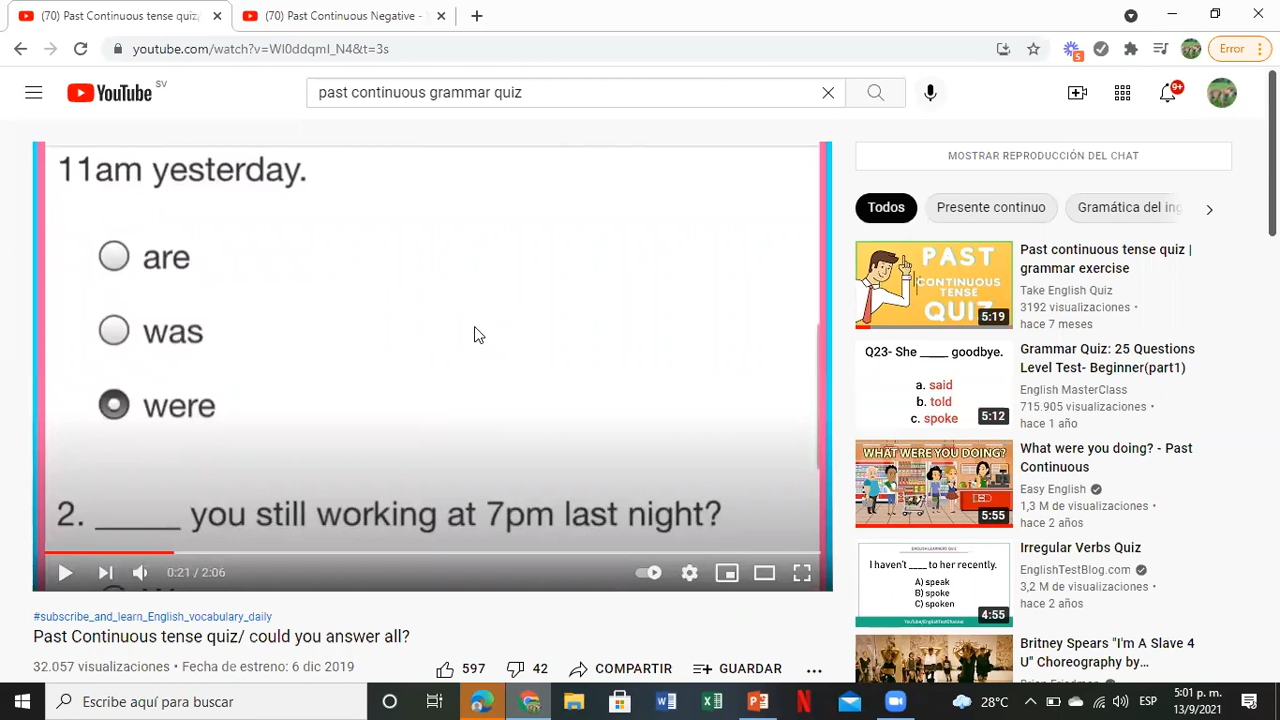 (70) Past Continuous tense quiz/
(70) Past Continuous Negative -
youtube.com/watch?v=WI0ddqmI_N4&t=3s
5
Error
YouTube SV
past continuous grammar quiz
9+
11am yesterday.
are
was
were
2. ______ you still working at 7pm last night?
0:21 / 2:06
#subscribe_and_learn_English_vocabulary_daily
Past Continuous tense quiz/ could you answer all?
32.057 visualizaciones • Fecha de estreno: 6 dic 2019
597
42
COMPARTIR
GUARDAR
MOSTRAR REPRODUCCIÓN DEL CHAT
Todos
Presente continuo
Gramática del ing
PAST
CONTINUOUS
TENSE
QUIZ
5:19
Past continuous tense quiz |
grammar exercise
Take English Quiz
3192 visualizaciones •
hace 7 meses
Q23- She ____ goodbye.
a. said
b. told
c. spoke
5:12
Grammar Quiz: 25 Questions
Level Test- Beginner(part1)
English MasterClass
715.905 visualizaciones •
hace 1 año
WHAT WERE YOU DOING?
5:55
What were you doing? - Past
Continuous
Easy English
1,3 M de visualizaciones •
hace 2 años
ENGLISH LEARNERS QUIZ
I haven't ____ to her recently.
A) speak
B) spoke
C) spoken
4:55
Irregular Verbs Quiz
EnglishTestBlog.com
3,2 M de visualizaciones •
hace 2 años
Britney Spears "I'm A Slave 4
U" Choreography by...
Escribe aquí para buscar
28°C
ESP
5:01 p. m.
13/9/2021